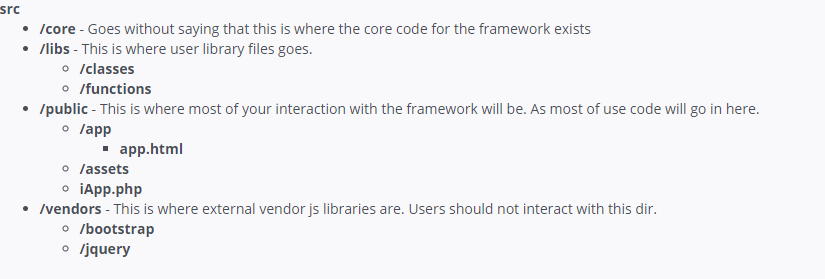 src
/core - Goes without saying that this is where the core code for the framework exists
/libs - This is where user library files goes.
/classes
/functions
/public - This is where most of your interaction with the framework will be. As most of use code will go in here.
/app
app.html
/assets
iApp.php
/vendors - This is where external vendor js libraries are. Users should not interact with this dir.
/bootstrap
/jquery